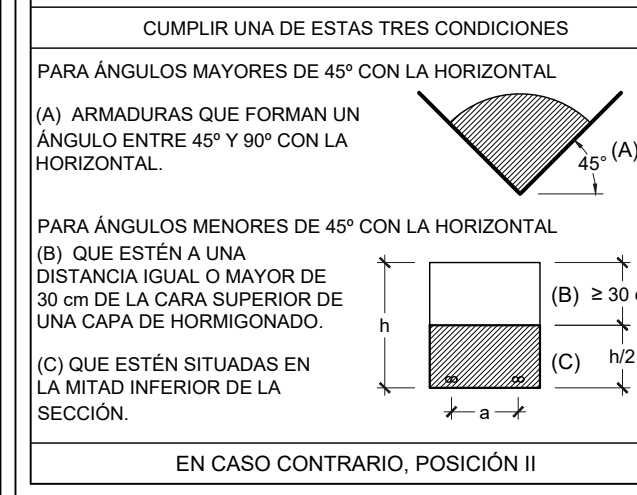 CUMPLIR UNA DE ESTAS TRES CONDICIONES
PARA ÁNGULOS MAYORES DE 45º CON LA HORIZONTAL
(A) ARMADURAS QUE FORMAN UN
ÁNGULO ENTRE 45º Y 90º CON LA
HORIZONTAL.
45° (A)
PARA ÁNGULOS MENORES DE 45º CON LA HORIZONTAL
(B) QUE ESTÉN A UNA
DISTANCIA IGUAL O MAYOR DE
30 cm DE LA CARA SUPERIOR DE
UNA CAPA DE HORMIGONADO.
(C) QUE ESTÉN SITUADAS EN
LA MITAD INFERIOR DE LA
SECCIÓN.
h
(B) ≥ 30
(C) h/2
a
EN CASO CONTRARIO, POSICIÓN II